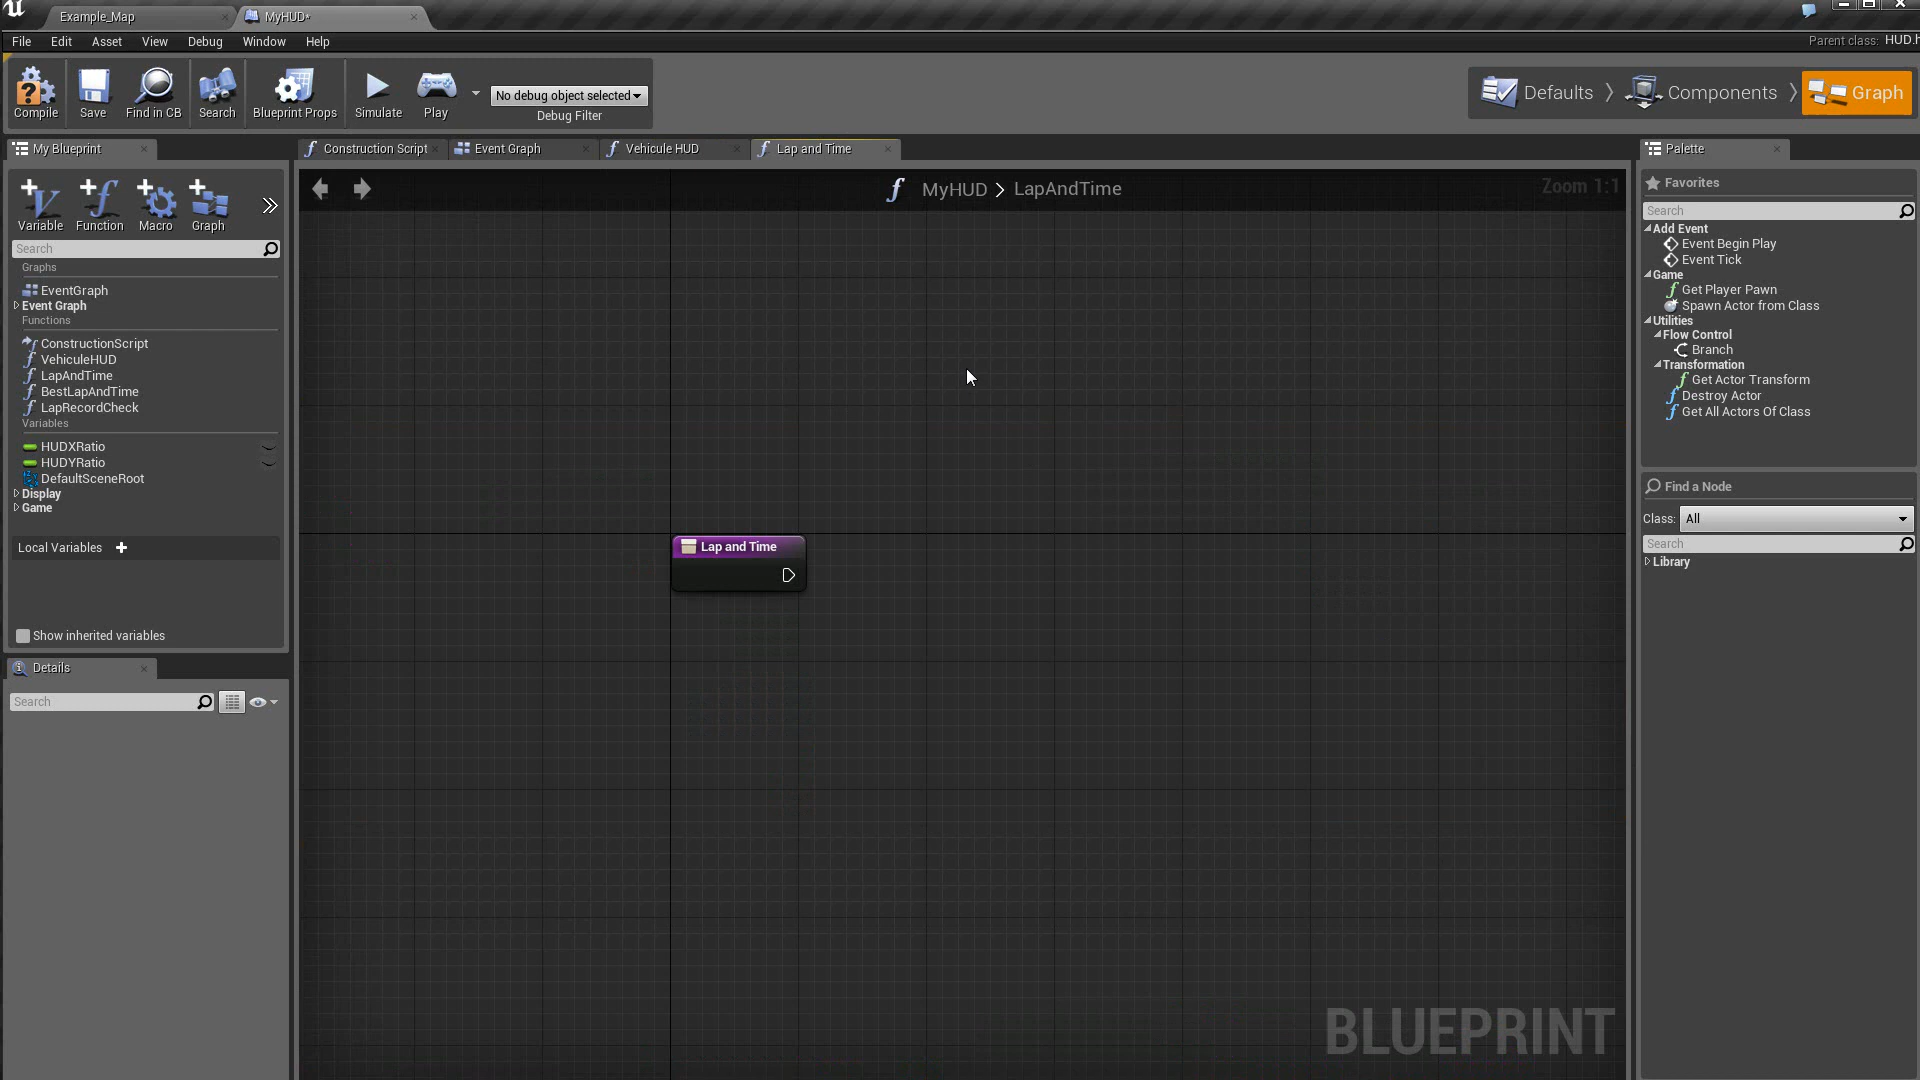 Example_Map
MyHUD*
File Edit Asset View Debug Window Help
Parent class: HUD.h
Compile Save Find in CB Search Blueprint Props Simulate Play
No debug object selected
Debug Filter
Defaults Components Graph
My Blueprint
Construction Script Event Graph Vehicule HUD Lap and Time
Palette
Variable Function Macro Graph
Search
Graphs
EventGraph
Event Graph
Functions
ConstructionScript
VehiculeHUD
LapAndTime
BestLapAndTime
LapRecordCheck
Variables
HUDXRatio
HUDYRatio
DefaultSceneRoot
Display
Game
Local Variables
Show inherited variables
Details
Search
MyHUD > LapAndTime
Zoom 1:1
Lap and Time
BLUEPRINT
Favorites
Search
Add Event
Event Begin Play
Event Tick
Game
Get Player Pawn
Spawn Actor from Class
Utilities
Flow Control
Branch
Transformation
Get Actor Transform
Destroy Actor
Get All Actors Of Class
Find a Node
Class: All
Search
Library